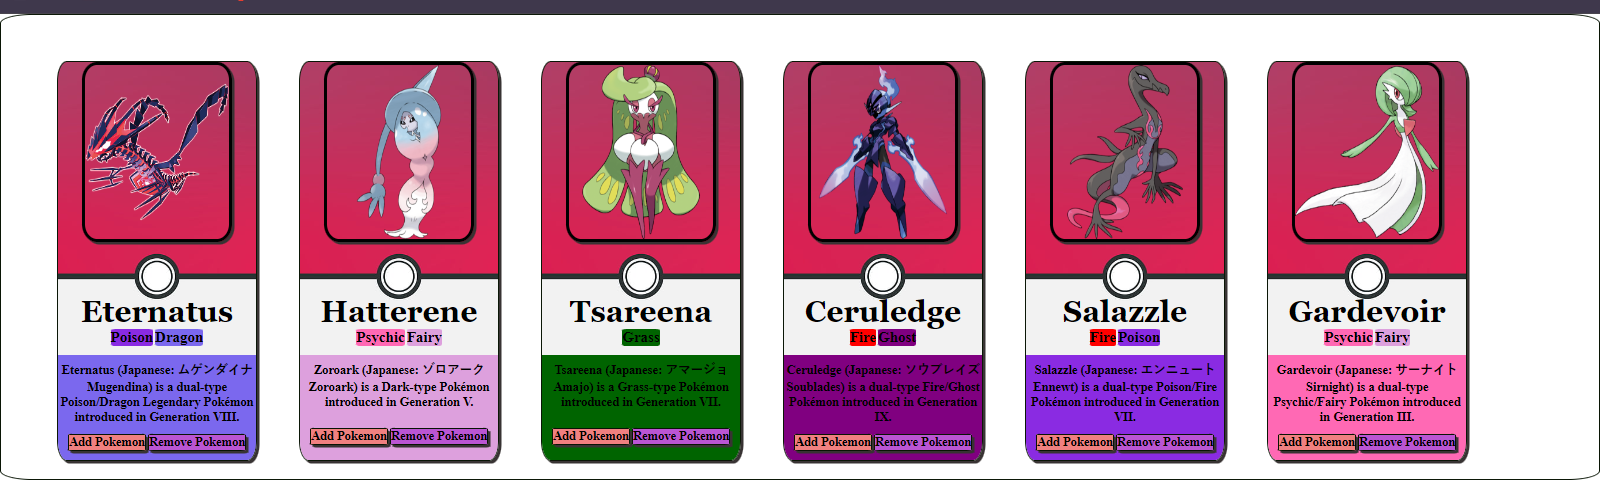 Eternatus
Poison Dragon
Eternatus (Japanese: ムゲンダイナ
Mugendina) is a dual-type
Poison/Dragon Legendary Pokémon
introduced in Generation VIII.
Add Pokemon Remove Pokemon
Hatterene
Psychic Fairy
Zoroark (Japanese: ゾロアーク
Zoroark) is a Dark-type Pokémon
introduced in Generation V.
Add Pokemon Remove Pokemon
Tsareena
Grass
Tsareena (Japanese: アマージョ
Amajo) is a Grass-type Pokémon
introduced in Generation VII.
Add Pokemon Remove Pokemon
Ceruledge
Fire Ghost
Ceruledge (Japanese: ソウブレイズ
Soublades) is a dual-type Fire/Ghost
Pokémon introduced in Generation
IX.
Add Pokemon Remove Pokemon
Salazzle
Fire Poison
Salazzle (Japanese: エンニュート
Ennewt) is a dual-type Poison/Fire
Pokémon introduced in Generation
VII.
Add Pokemon Remove Pokemon
Gardevoir
Psychic Fairy
Gardevoir (Japanese: サーナイト
Sirnight) is a dual-type
Psychic/Fairy Pokémon introduced
in Generation III.
Add Pokemon Remove Pokemon